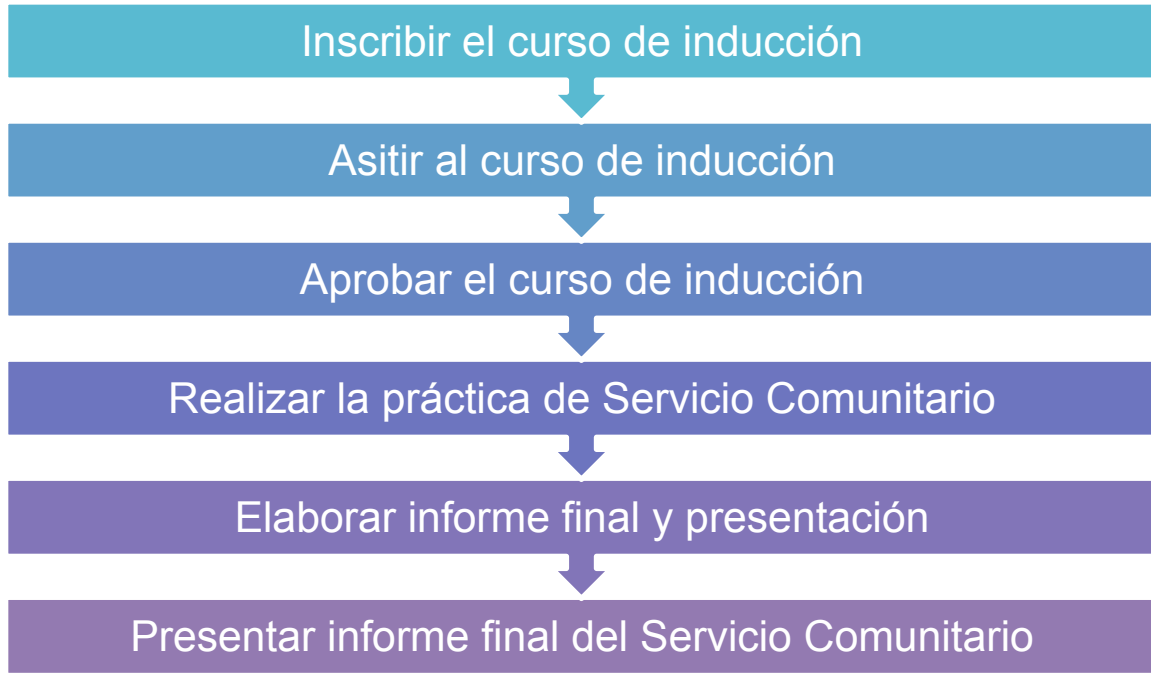 Inscribir el curso de inducción
Asitir al curso de inducción
Aprobar el curso de inducción
Realizar la práctica de Servicio Comunitario
Elaborar informe final y presentación
Presentar informe final del Servicio Comunitario